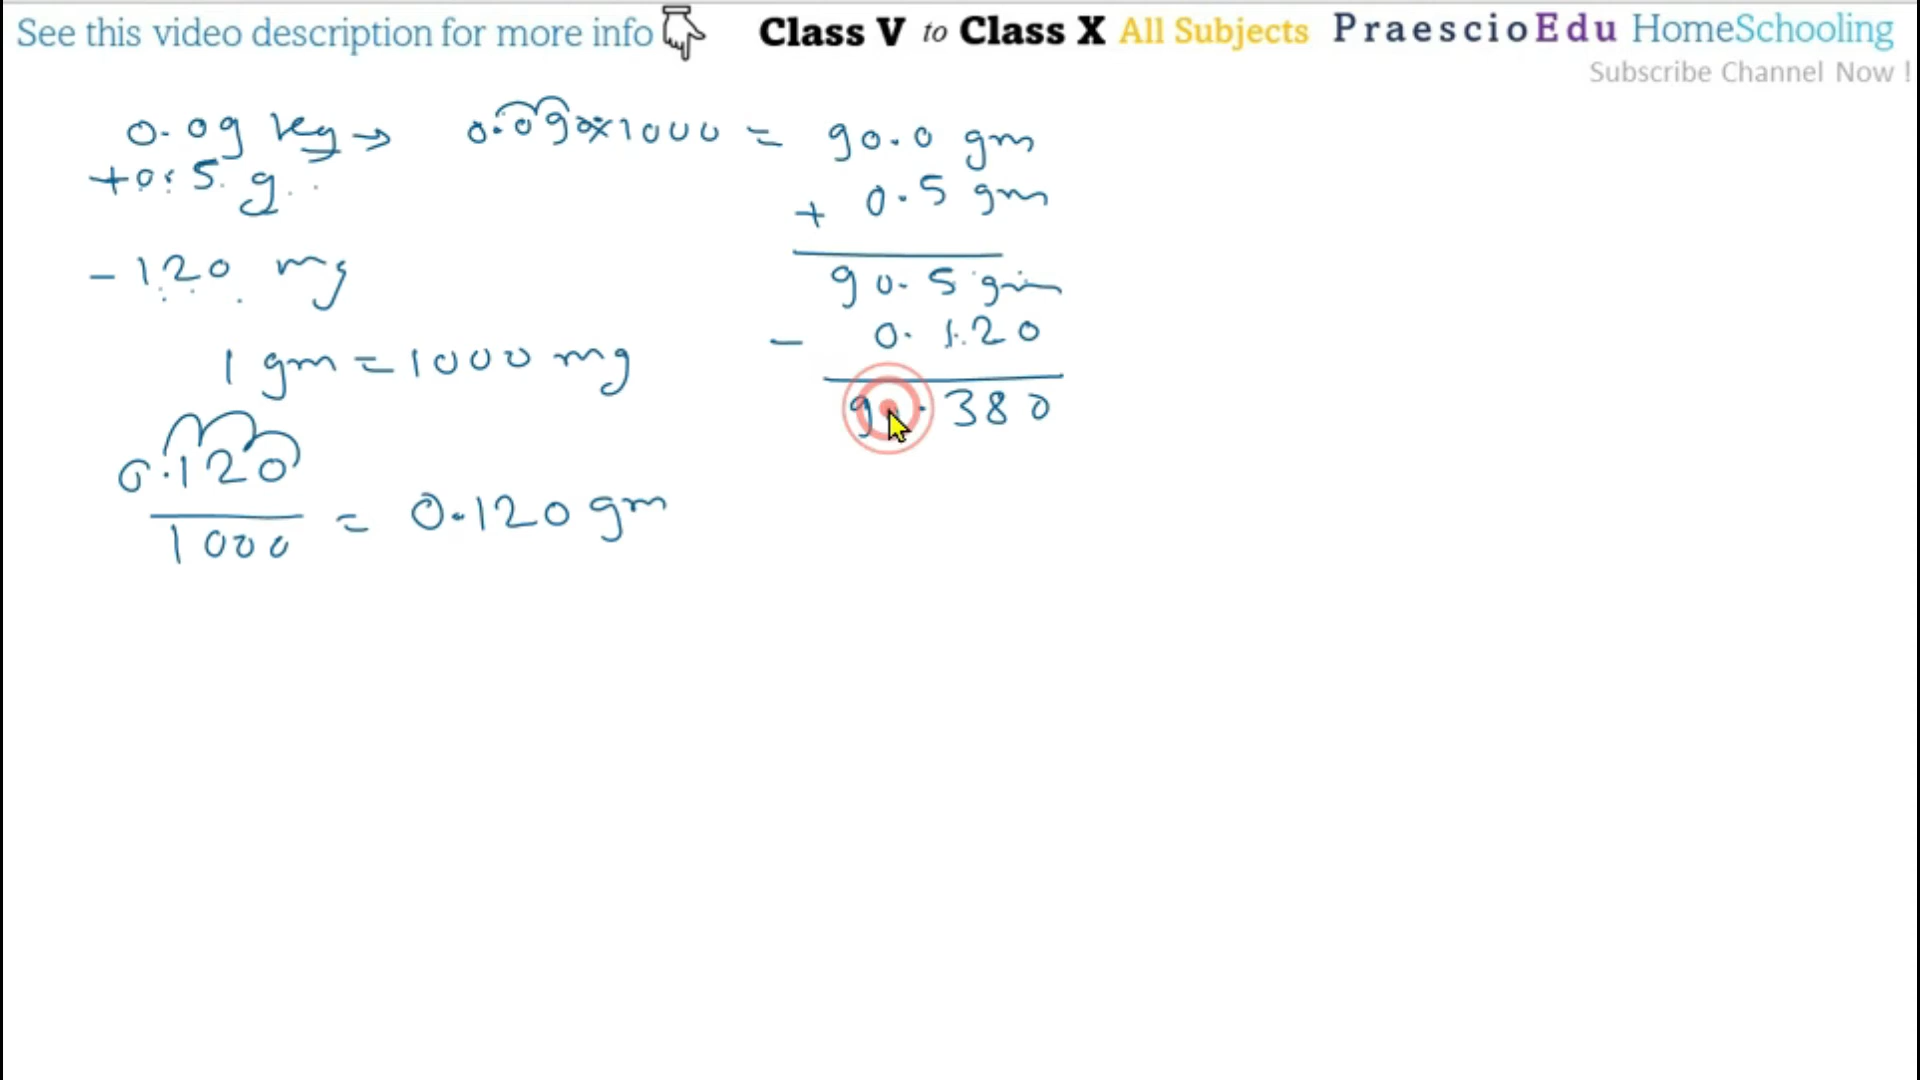 See this video description for more info Class V to Class X All Subjects PraescioEdu HomeSchooling
Subscribe Channel Now !
0.09 kg → 0.090×1000 = 90.0 gm
+0.5 g
+ 0.5 gm
-120 mg
90.5 gm
- 0.120
1 gm = 1000 mg
90.380
0.120
1000
= 0.120 gm